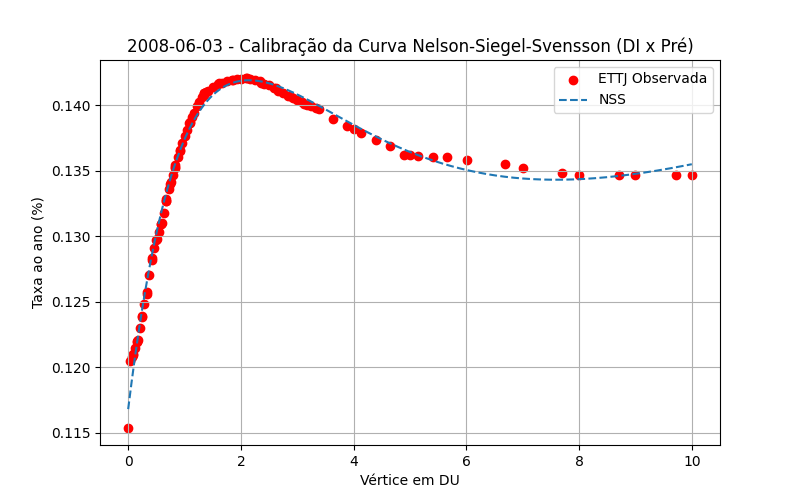 2008-06-03 - Calibração da Curva Nelson-Siegel-Svensson (DI x Pré)
ETTJ Observada
NSS
Taxa ao ano (%)
0.140
0.135
0.130
0.125
0.120
0.115
0 2 4 6 8 10
Vértice em DU